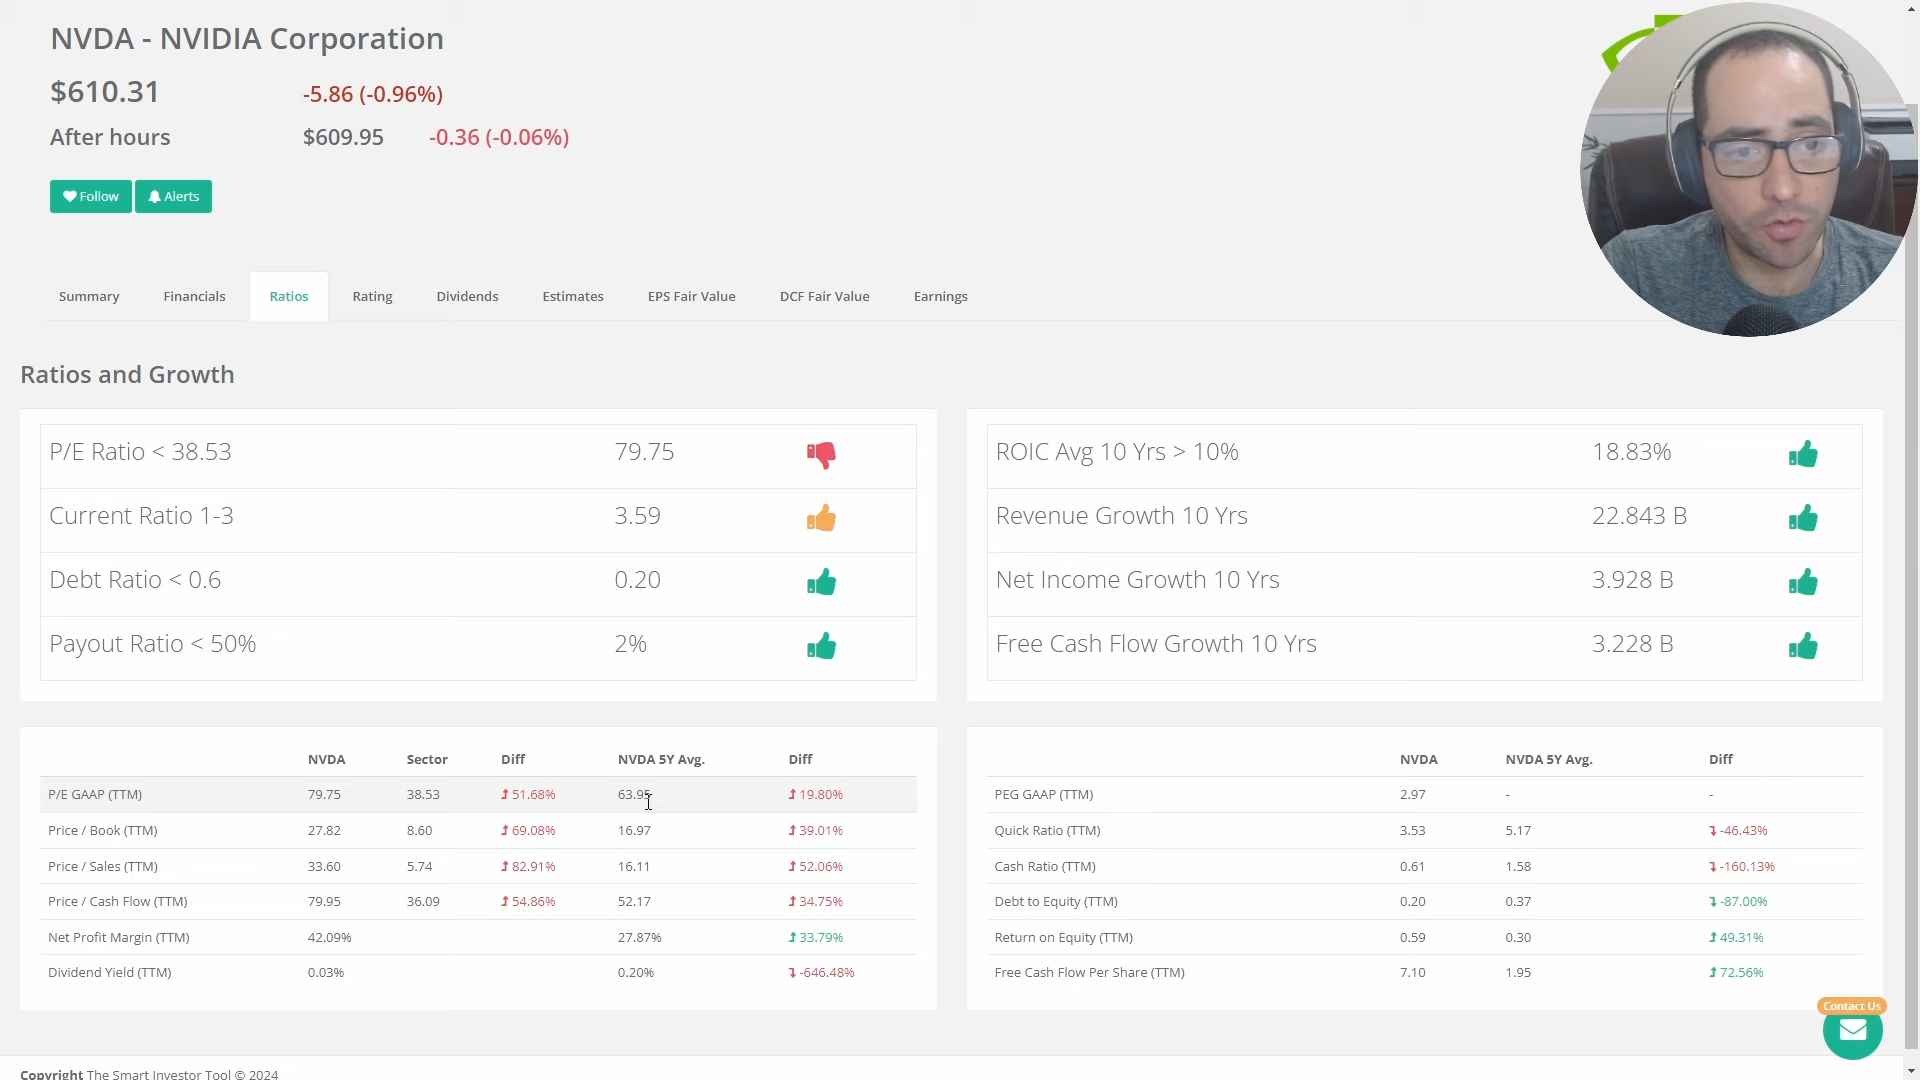 NVDA - NVIDIA Corporation
$610.31 -5.86 (-0.96%)
After hours $609.95 -0.36 (-0.06%)
Follow Alerts
Summary Financials Ratios Rating Dividends Estimates EPS Fair Value DCF Fair Value Earnings
Ratios and Growth
P/E Ratio < 38.53 79.75
Current Ratio 1-3 3.59
Debt Ratio < 0.6 0.20
Payout Ratio < 50% 2%
ROIC Avg 10 Yrs > 10% 18.83%
Revenue Growth 10 Yrs 22.843 B
Net Income Growth 10 Yrs 3.928 B
Free Cash Flow Growth 10 Yrs 3.228 B
NVDA Sector Diff NVDA 5Y Avg. Diff
P/E GAAP (TTM) 79.75 38.53 51.68% 63.95 19.80%
Price / Book (TTM) 27.82 8.60 69.08% 16.97 39.01%
Price / Sales (TTM) 33.60 5.74 82.91% 16.11 52.06%
Price / Cash Flow (TTM) 79.95 36.09 54.86% 52.17 34.75%
Net Profit Margin (TTM) 42.09% 27.87% 33.79%
Dividend Yield (TTM) 0.03% 0.20% -646.48%
NVDA NVDA 5Y Avg. Diff
PEG GAAP (TTM) 2.97 - -
Quick Ratio (TTM) 3.53 5.17 -46.43%
Cash Ratio (TTM) 0.61 1.58 -160.13%
Debt to Equity (TTM) 0.20 0.37 -87.00%
Return on Equity (TTM) 0.59 0.30 49.31%
Free Cash Flow Per Share (TTM) 7.10 1.95 72.56%
Contact Us
Copyright The Smart Investor Tool © 2024